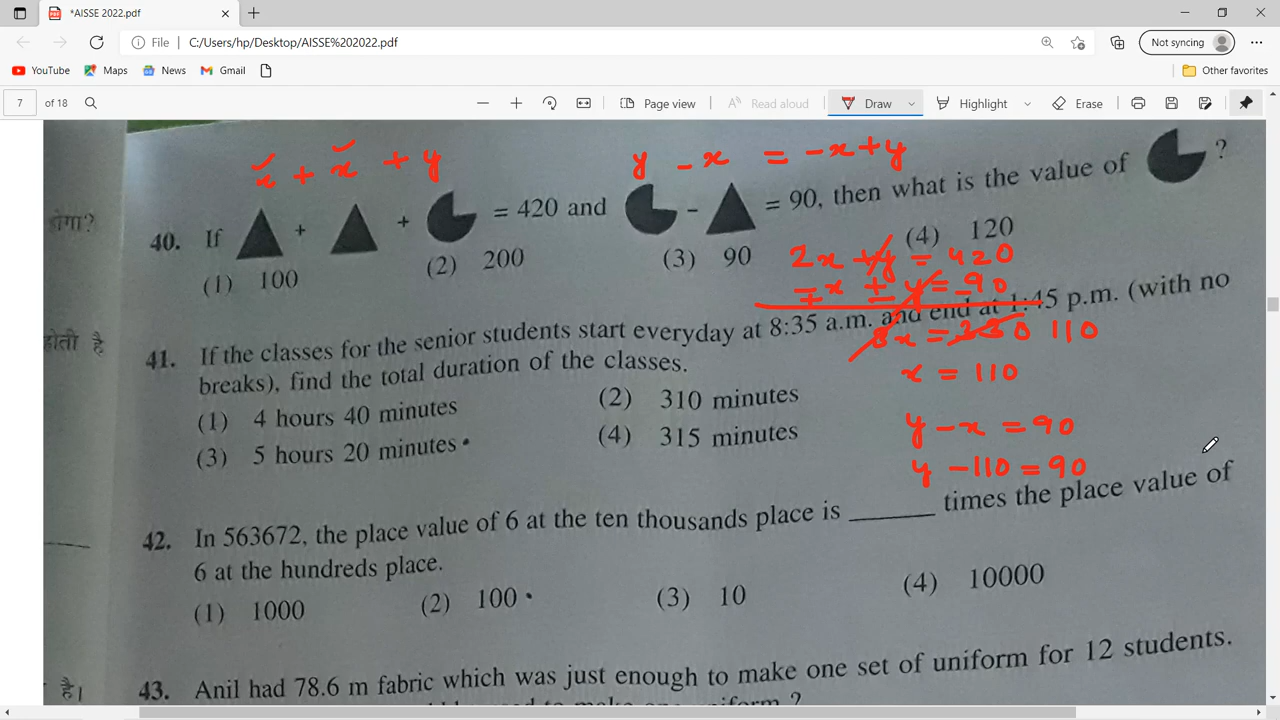 *AISSE 2022.pdf
File C:/Users/hp/Desktop/AISSE%202022.pdf
Not syncing
YouTube Maps News Gmail Other favorites
7 of 18 Page view Read aloud Draw Highlight Erase
x + x + y y - x = -x+y
होगा?
40. If + + = 420 and - = 90, then what is the value of ?
(1) 100 (2) 200 (3) 90 (4) 120
2x + y = 420
x + y = 90
होती है
41. If the classes for the senior students start everyday at 8:35 a.m. and end at 1:45 p.m. (with no
breaks), find the total duration of the classes.
x = 110
x = 110
(1) 4 hours 40 minutes (2) 310 minutes
(3) 5 hours 20 minutes (4) 315 minutes
y - x = 90
y - 110 = 90
42. In 563672, the place value of 6 at the ten thousands place is ______ times the place value of
6 at the hundreds place.
(1) 1000 (2) 100 (3) 10 (4) 10000
है।
43. Anil had 78.6 m fabric which was just enough to make one set of uniform for 12 students.